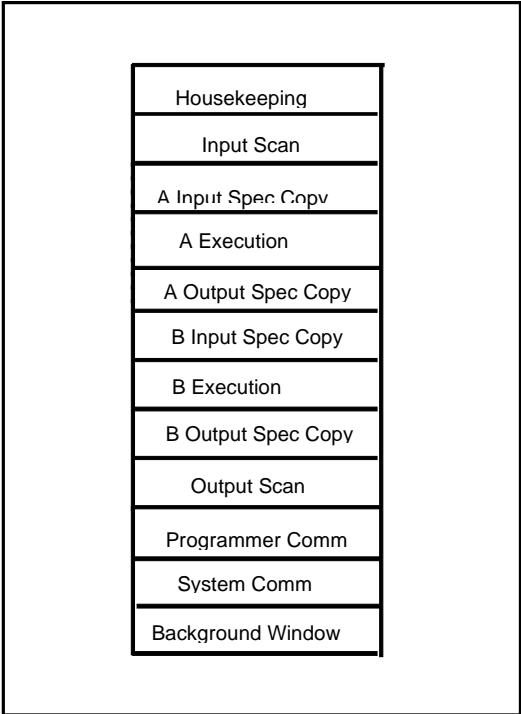 Housekeeping
Input Scan
A Input Spec Copy
A Execution
A Output Spec Copy
B Input Spec Copy
B Execution
B Output Spec Copy
Output Scan
Programmer Comm
System Comm
Background Window